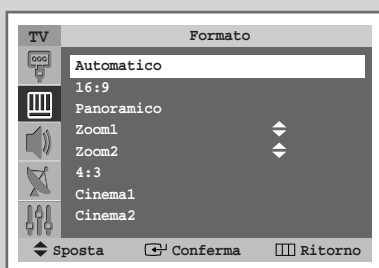 TV Formato
Automatico
16:9
Panoramico
Zoom1
Zoom2
4:3
Cinema1
Cinema2
Sposta Conferma Ritorno